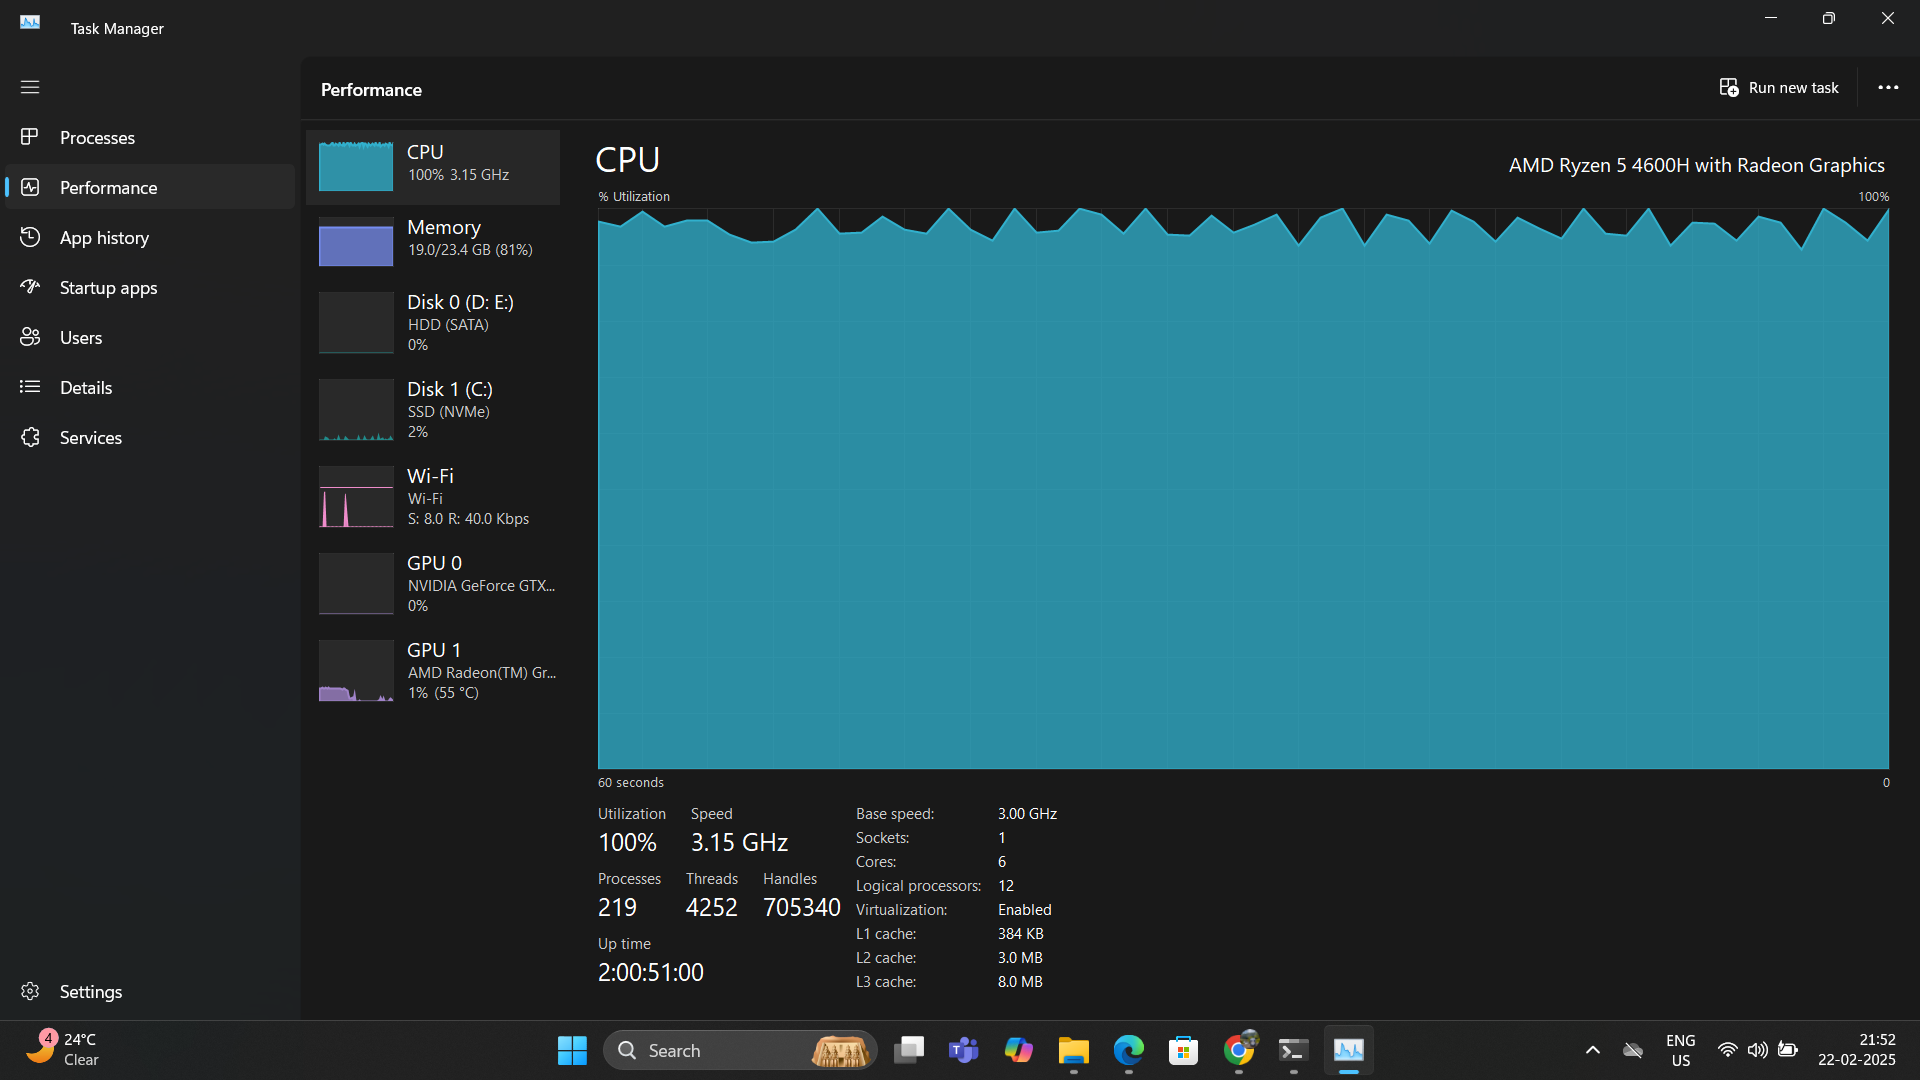 Task Manager
Performance
Run new task
Processes
Performance
App history
Startup apps
Users
Details
Services
Settings
CPU
100% 3.15 GHz
Memory
19.0/23.4 GB (81%)
Disk 0 (D: E:)
HDD (SATA)
0%
Disk 1 (C:)
SSD (NVMe)
2%
Wi-Fi
Wi-Fi
S: 8.0 R: 40.0 Kbps
GPU 0
NVIDIA GeForce GTX...
0%
GPU 1
AMD Radeon(TM) Gr...
1% (55 °C)
CPU
AMD Ryzen 5 4600H with Radeon Graphics
% Utilization
100%
60 seconds
0
Utilization
Speed
100%
3.15 GHz
Processes
Threads
Handles
219
4252
705340
Up time
2:00:51:00
Base speed: 3.00 GHz
Sockets: 1
Cores: 6
Logical processors: 12
Virtualization: Enabled
L1 cache: 384 KB
L2 cache: 3.0 MB
L3 cache: 8.0 MB
4
24°C
Clear
Search
ENG
US
21:52
22-02-2025